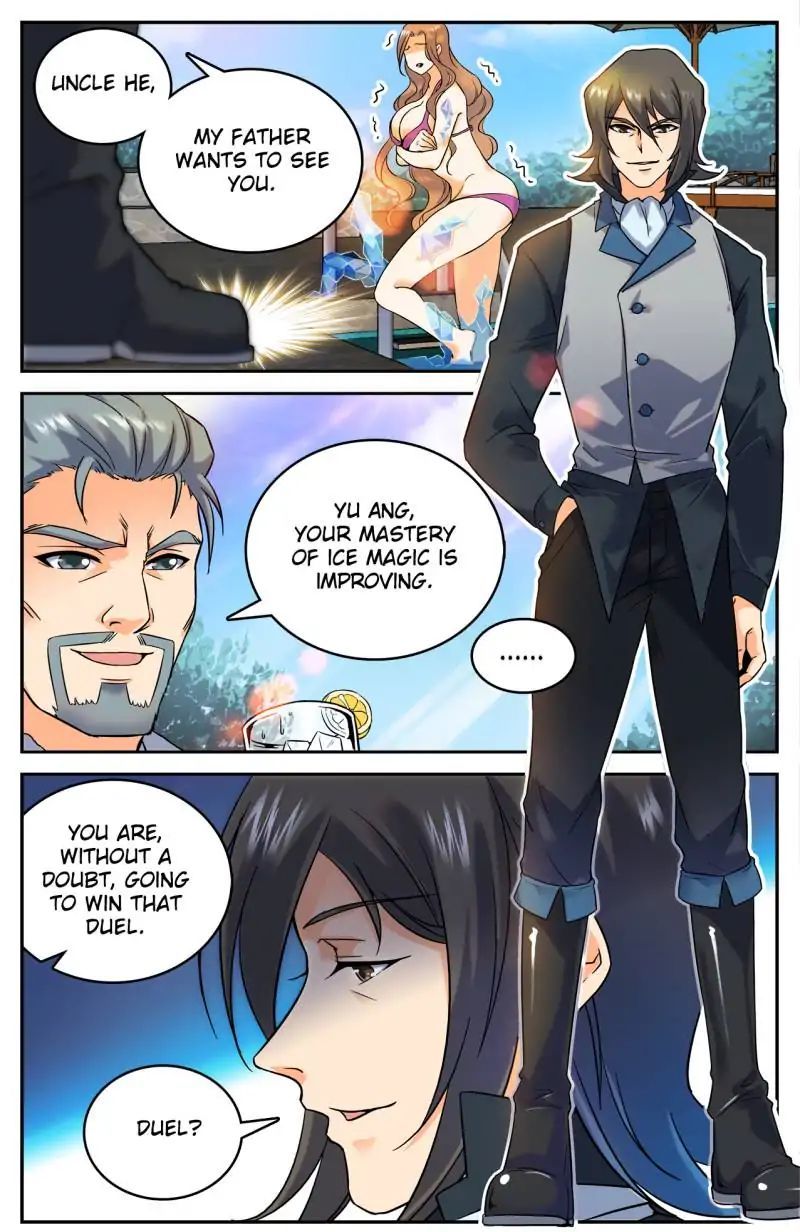 UNCLE HE,
MY FATHER
WANTS TO SEE
YOU.
YU ANG,
YOUR MASTERY
OF ICE MAGIC IS
IMPROVING.
......
YOU ARE,
WITHOUT A
DOUBT, GOING
TO WIN THAT
DUEL.
DUEL?